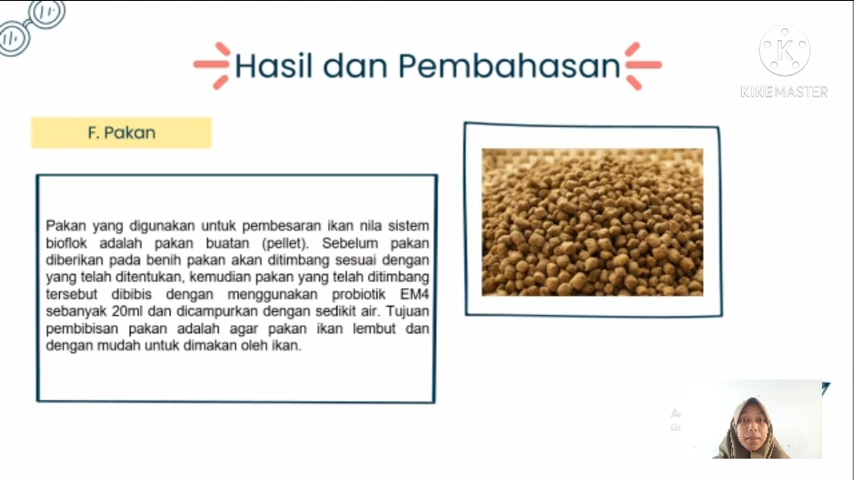 Hasil dan Pembahasan
KINEMASTER
F. Pakan
Pakan yang digunakan untuk pembesaran ikan nila sistem
bioflok adalah pakan buatan (pellet). Sebelum pakan
diberikan pada benih pakan akan ditimbang sesuai dengan
yang telah ditentukan, kemudian pakan yang telah ditimbang
tersebut dibibis dengan menggunakan probiotik EM4
sebanyak 20ml dan dicampurkan dengan sedikit air. Tujuan
pembibisan pakan adalah agar pakan ikan lembut dan
dengan mudah untuk dimakan oleh ikan.